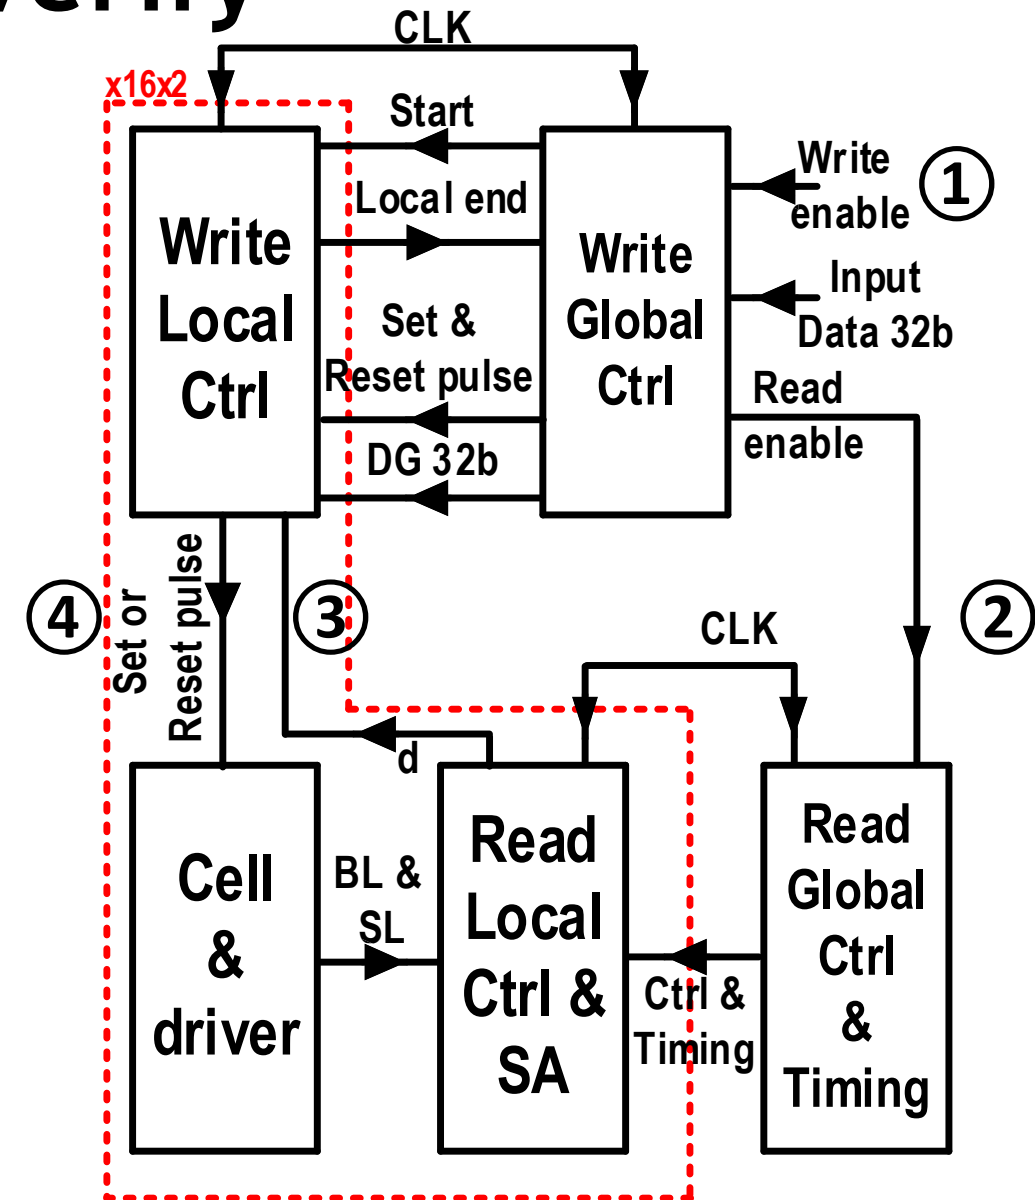 CLK
x16x2
Start
Write
enable
①
Local end
Write
Local
Ctrl
Write
Global
Ctrl
Input
Data 32b
Set &
Reset pulse
Read
enable
DG 32b
④
Set or
Reset pulse
③
②
CLK
d
Cell
&
driver
BL &
SL
Read
Local
Ctrl &
SA
Ctrl &
Timing
Read
Global
Ctrl
&
Timing